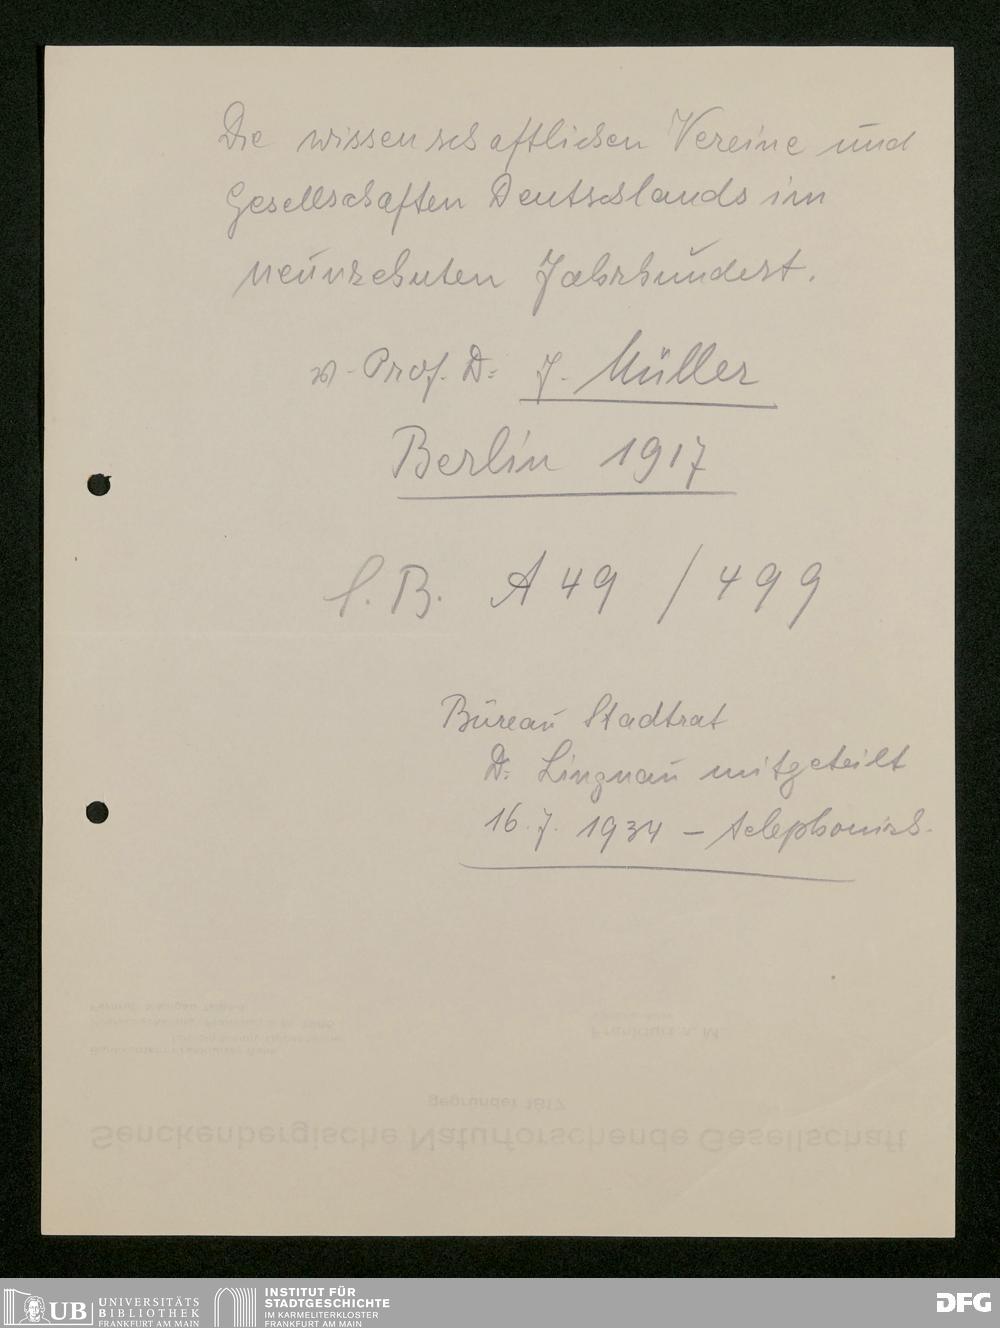 Die wissenschaftlichen Vereine und
Gesellschaften Deutschlands im
neunzehnten Jahrhundert.
v. Prof. Dr. J. Müller
Berlin 1917
S. B. A 49 / 499
Büreau Stadtrat
Dr. Lingnau mitgeteilt
16. 7. 1934 – telephonisch.
Frankfurt a. M.
gegründet 1817
Senckenbergische Naturforschende Gesellschaft
UB UNIVERSITÄTS
BIBLIOTHEK
FRANKFURT AM MAIN
INSTITUT FÜR
STADTGESCHICHTE
IM KARMELITERKLOSTER
FRANKFURT AM MAIN
DFG